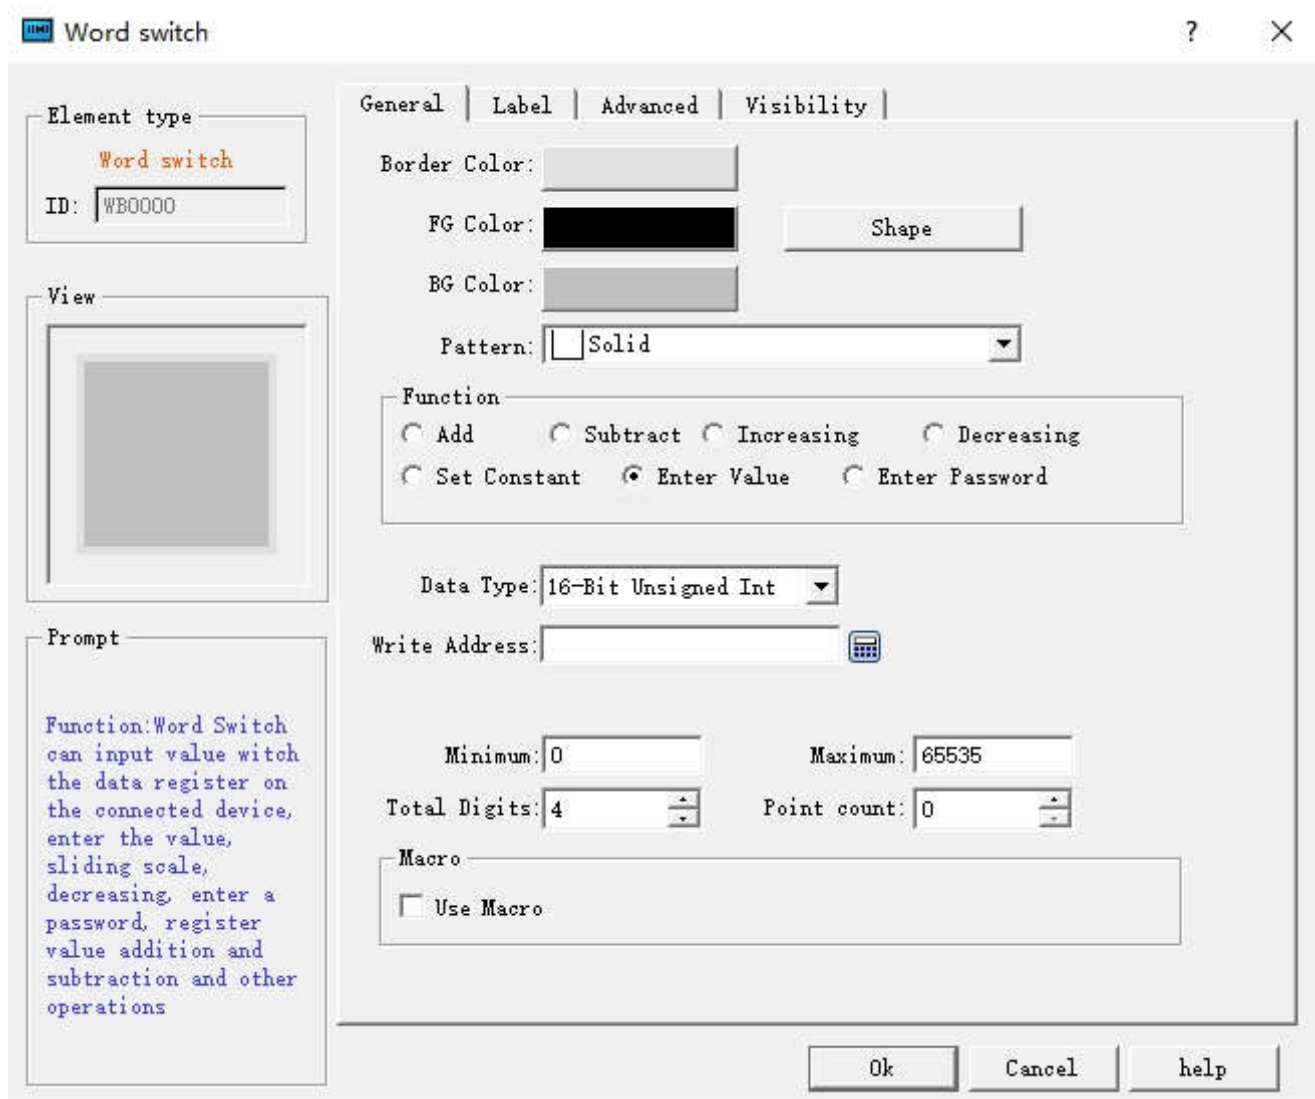 Word switch
?
Element type
Word switch
ID: WB0000
View
Prompt
Function:Word Switch
can input value witch
the data register on
the connected device,
enter the value,
sliding scale,
decreasing, enter a
password, register
value addition and
subtraction and other
operations
General Label Advanced Visibility
Border Color:
FG Color: Shape
BG Color:
Pattern: Solid
Function
Add Subtract Increasing Decreasing
Set Constant Enter Value Enter Password
Data Type: 16-Bit Unsigned Int
Write Address:
Minimum: 0 Maximum: 65535
Total Digits: 4 Point count: 0
Macro
Use Macro
Ok Cancel help